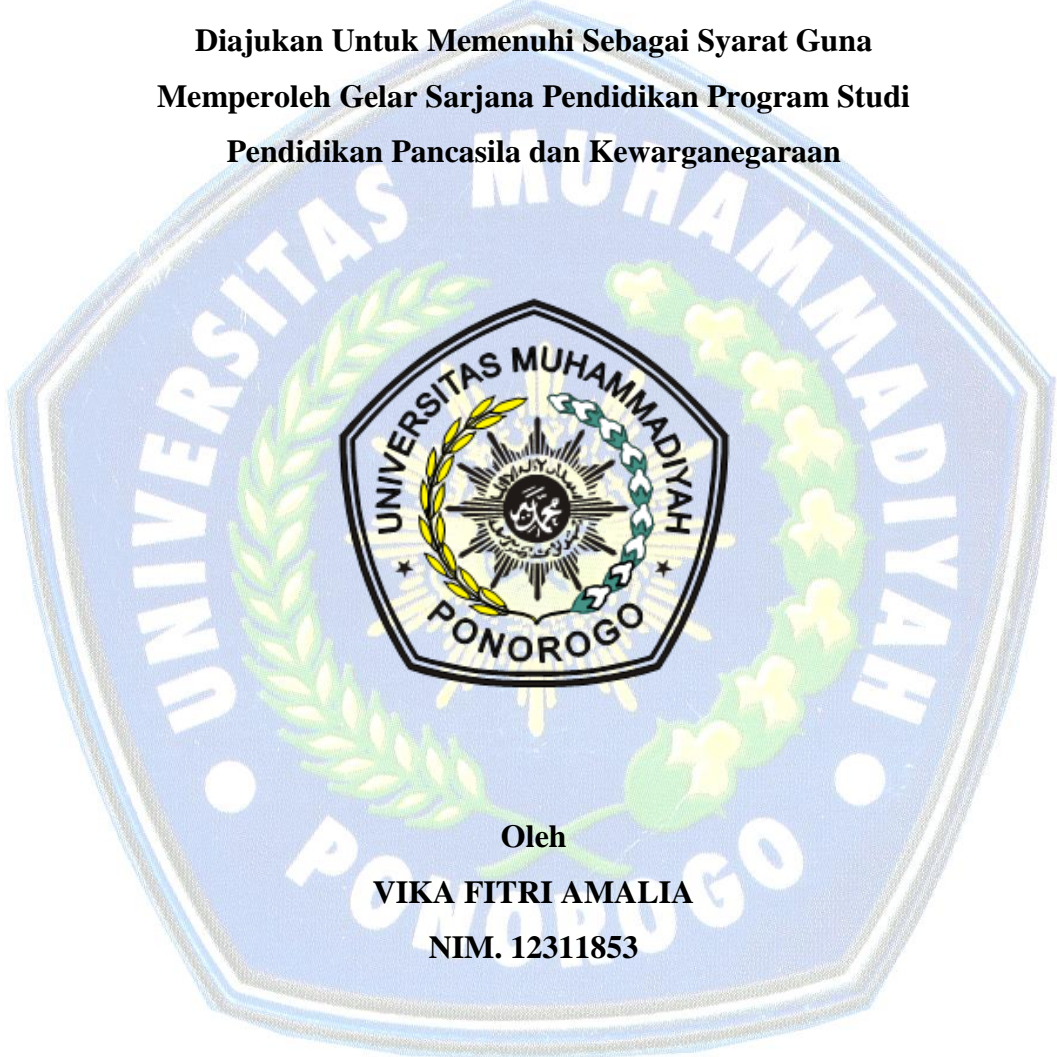 Diajukan Untuk Memenuhi Sebagai Syarat Guna
Memperoleh Gelar Sarjana Pendidikan Program Studi
Pendidikan Pancasila dan Kewarganegaraan
UNIVERSITAS MUHAMMADIYAH
PONOROGO
UNIVERSITAS MUHAMMADIYAH
PONOROGO
Oleh
VIKA FITRI AMALIA
NIM. 12311853